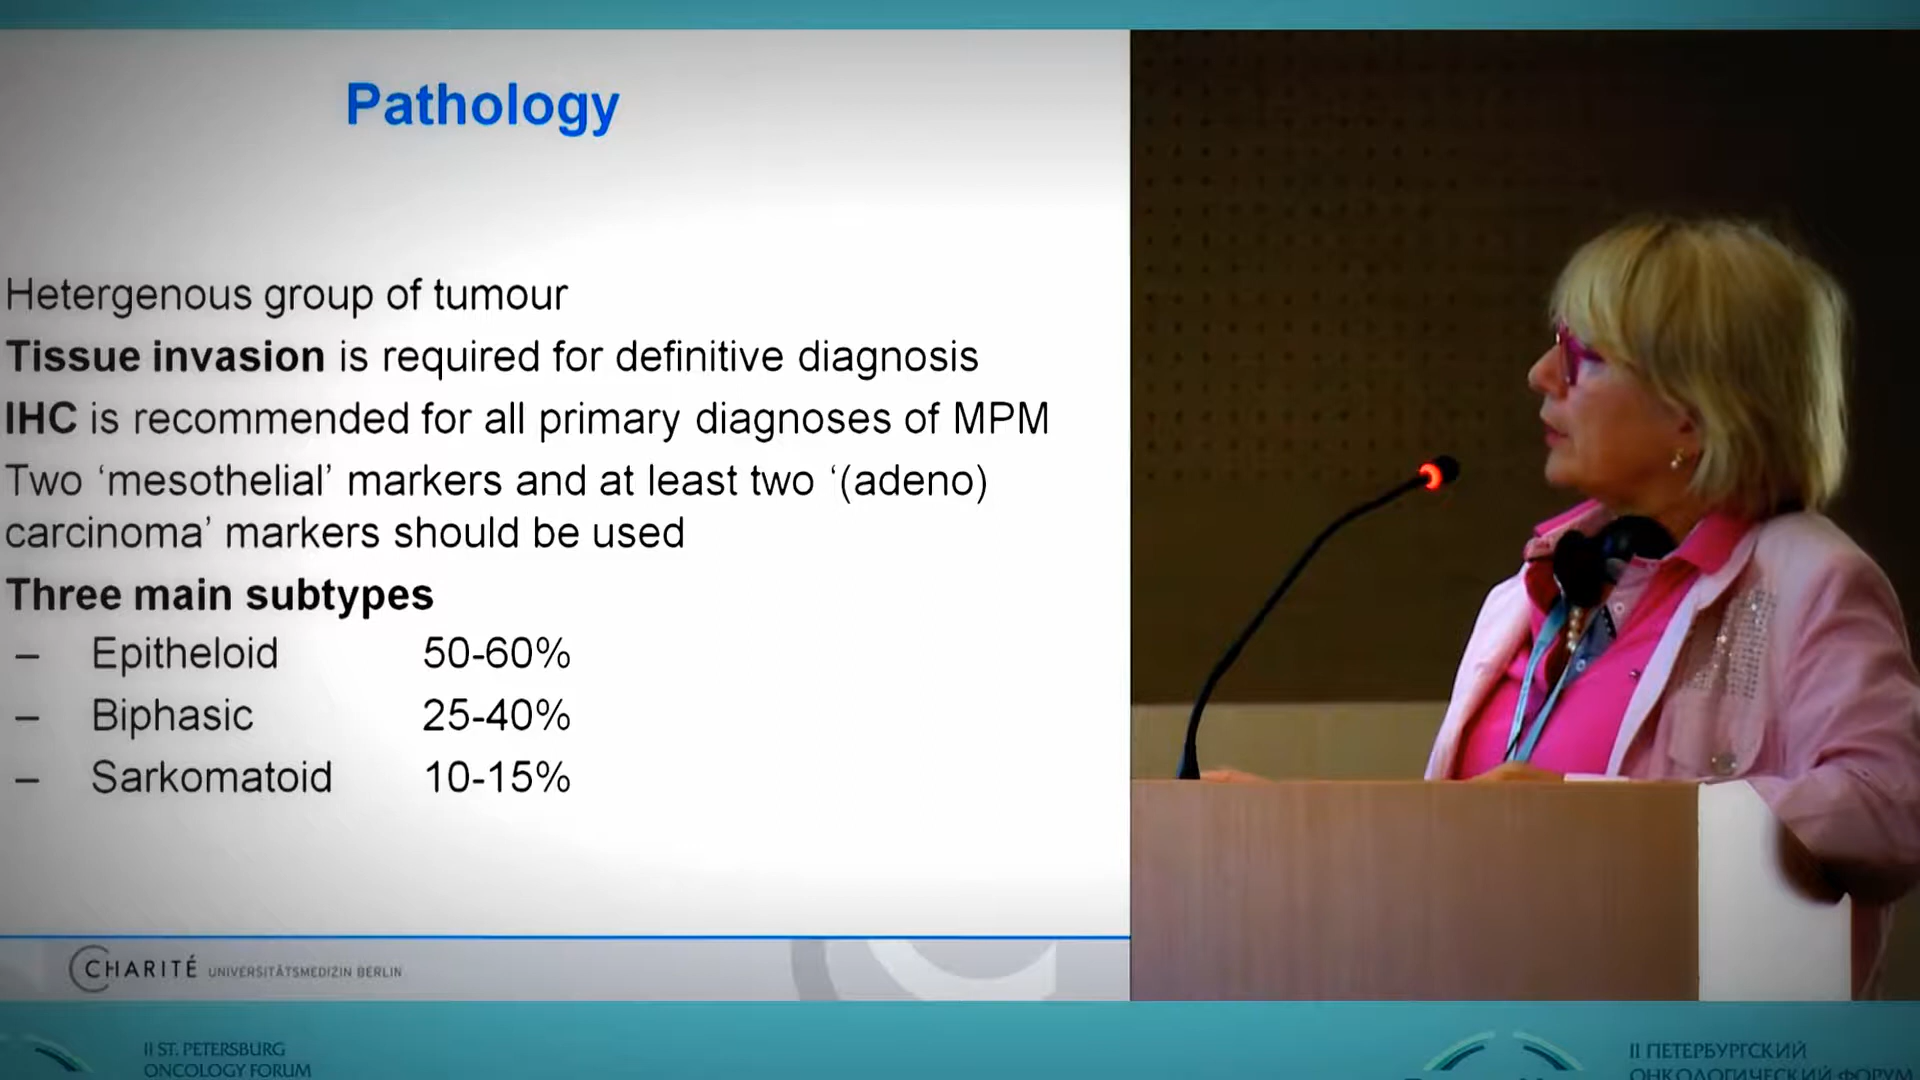 Pathology
Hetergenous group of tumour
Tissue invasion is required for definitive diagnosis
IHC is recommended for all primary diagnoses of MPM
Two ‘mesothelial’ markers and at least two ‘(adeno)
carcinoma’ markers should be used
Three main subtypes
– Epitheloid 50-60%
– Biphasic 25-40%
– Sarkomatoid 10-15%
CHARITÉ UNIVERSITÄTSMEDIZIN BERLIN
II ST. PETERSBURG
ONCOLOGY FORUM
II ПЕТЕРБУРГСКИЙ
ОНКОЛОГИЧЕСКИЙ ФОРУМ